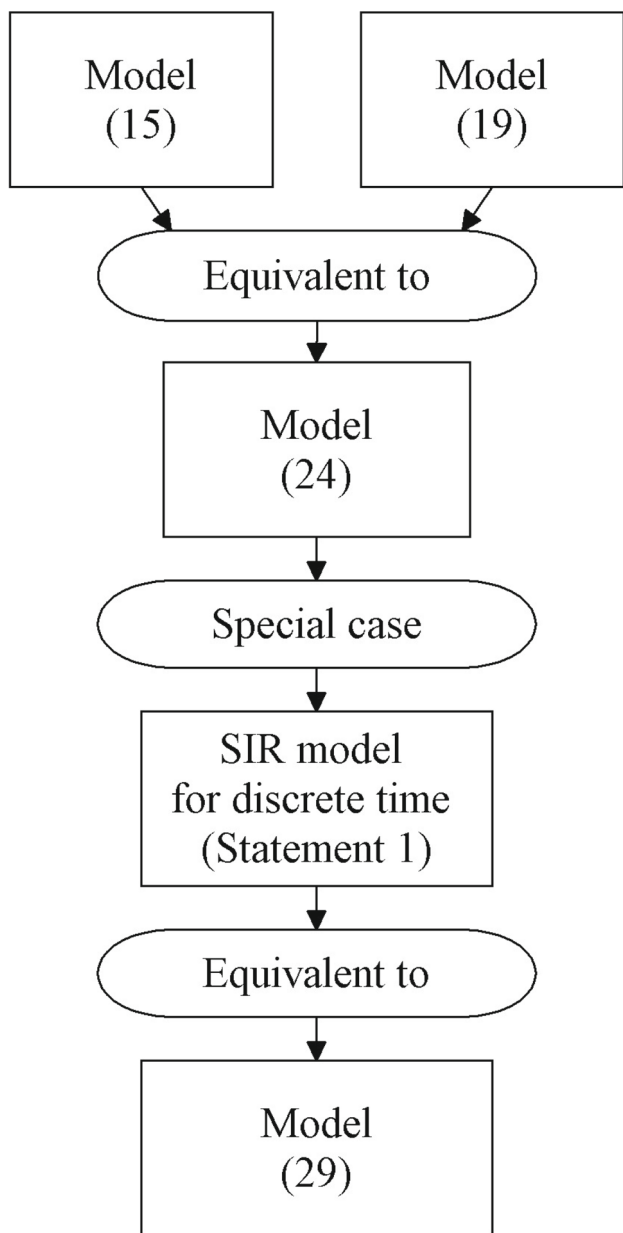 Model
(15)
Model
(19)
Equivalent to
Model
(24)
Special case
SIR model
for discrete time
(Statement 1)
Equivalent to
Model
(29)